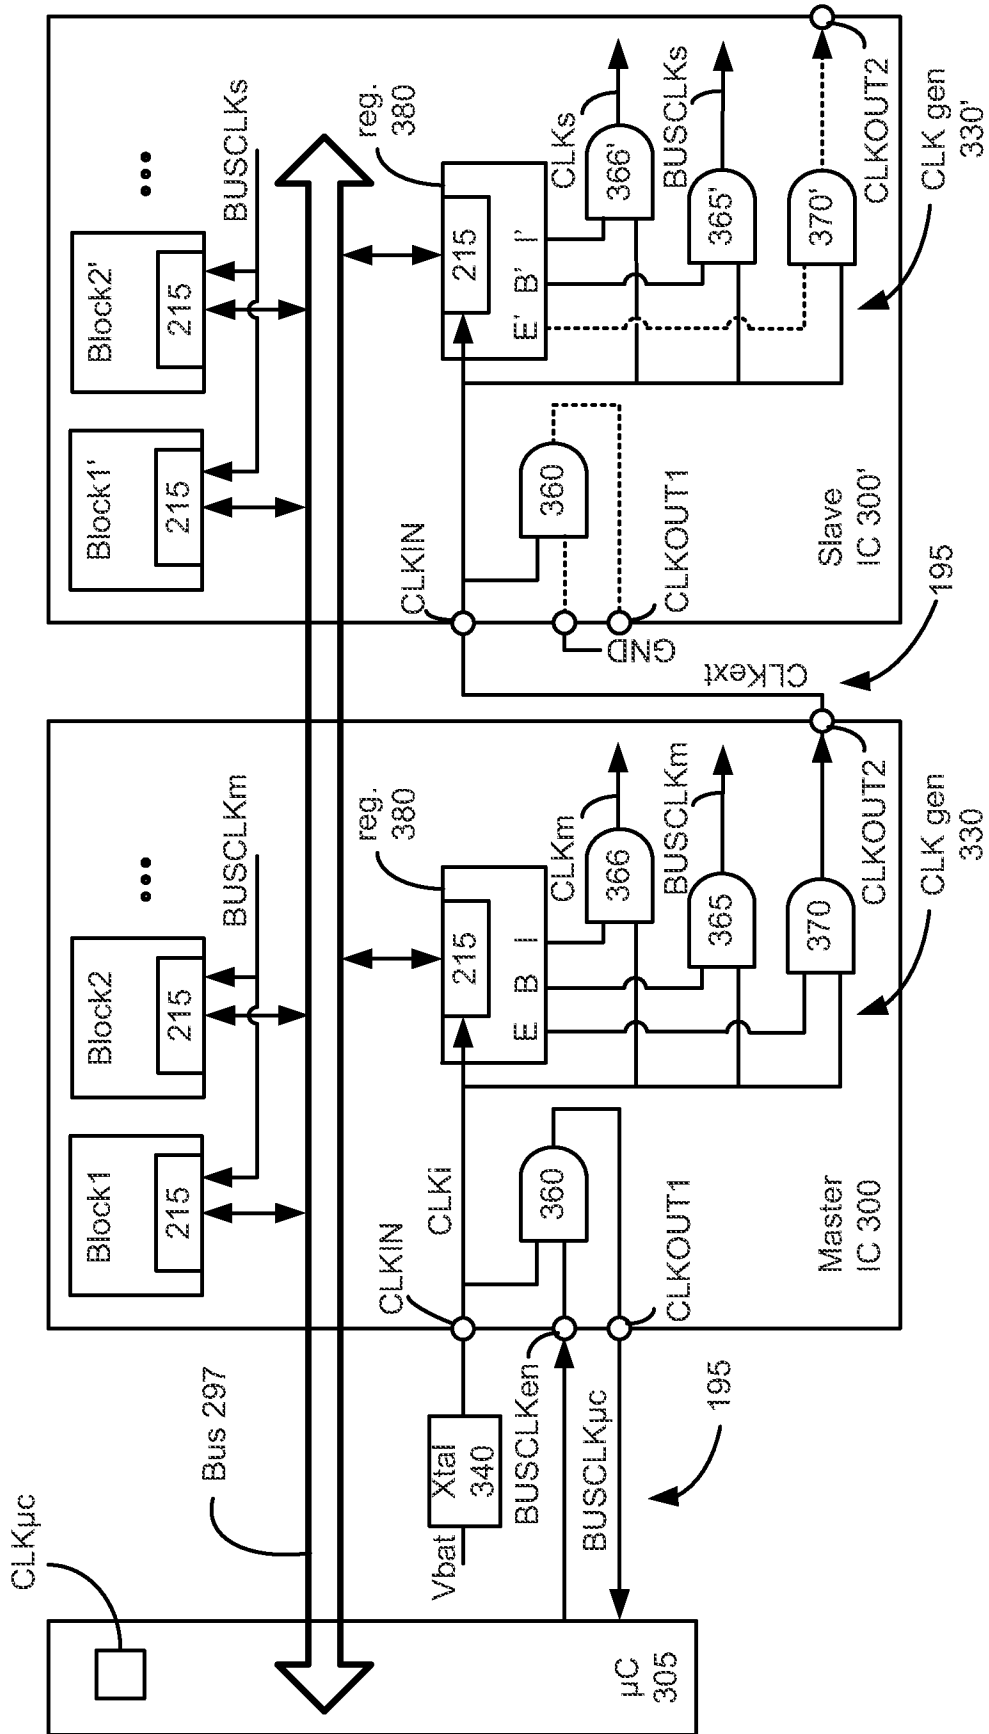 CLKµc
Bus 297
µC
305
Vbat
Xtal
340
BUSCLKen
BUSCLKµc
195
Block1
215
Block2
215
BUSCLKm
CLKIN
CLKi
360
CLKOUT1
Master
IC 300
reg.
380
215
E B I
CLKm
366
BUSCLKm
365
370
CLKOUT2
CLK gen
330
CLKext
195
GND
Block1'
215
Block2'
215
BUSCLKs
CLKIN
360
CLKOUT1
Slave
IC 300'
reg.
380
215
E' B' I'
CLKs
366'
BUSCLKs
365'
370'
CLKOUT2
CLK gen
330'